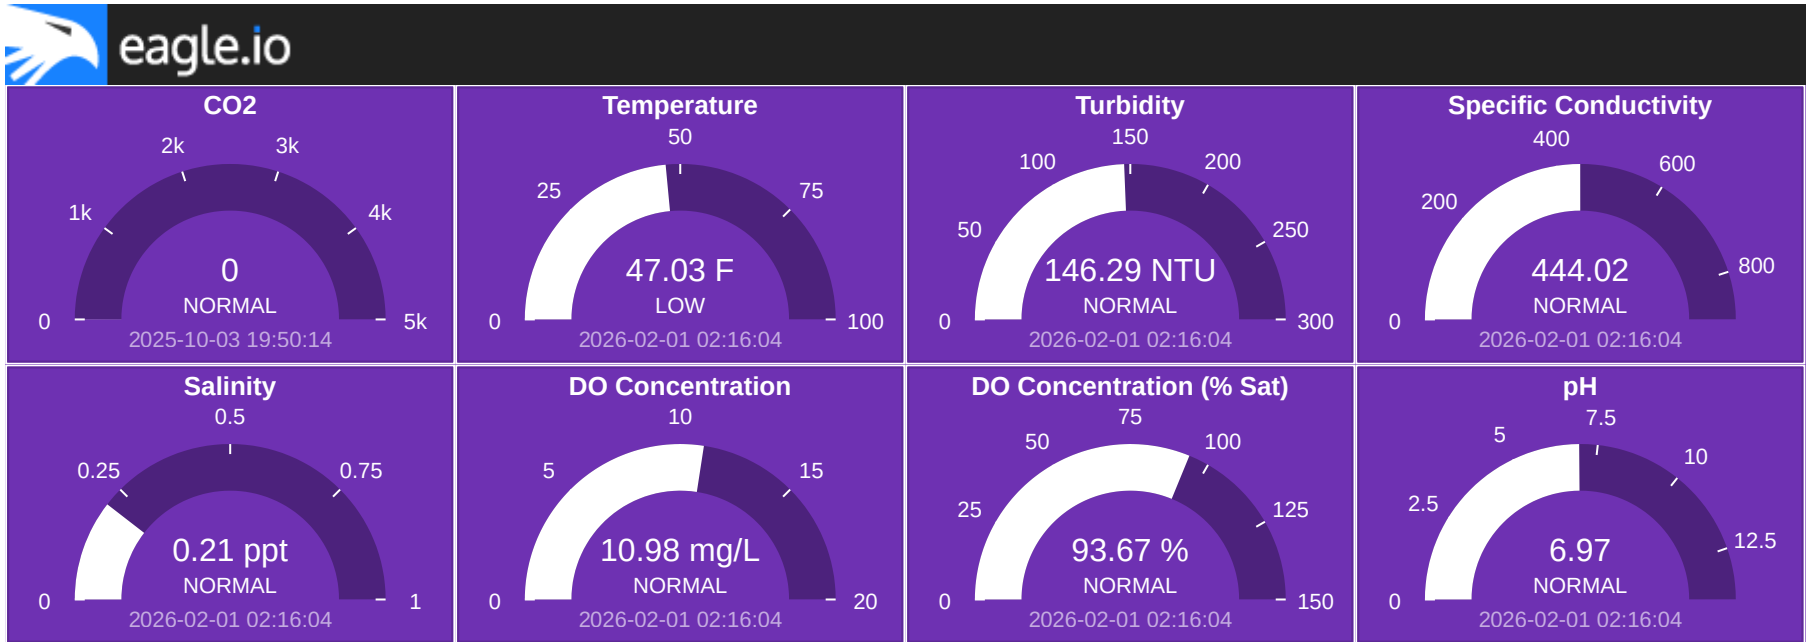 eagle.io
CO2
0
1k
2k
3k
4k
5k
0
NORMAL
2025-10-03 19:50:14
Temperature
0
25
50
75
100
47.03 F
LOW
2026-02-01 02:16:04
Turbidity
0
50
100
150
200
250
300
146.29 NTU
NORMAL
2026-02-01 02:16:04
Specific Conductivity
0
200
400
600
800
444.02
NORMAL
2026-02-01 02:16:04
Salinity
0
0.25
0.5
0.75
1
0.21 ppt
NORMAL
2026-02-01 02:16:04
DO Concentration
0
5
10
15
20
10.98 mg/L
NORMAL
2026-02-01 02:16:04
DO Concentration (% Sat)
0
25
50
75
100
125
150
93.67 %
NORMAL
2026-02-01 02:16:04
pH
0
2.5
5
7.5
10
12.5
6.97
NORMAL
2026-02-01 02:16:04